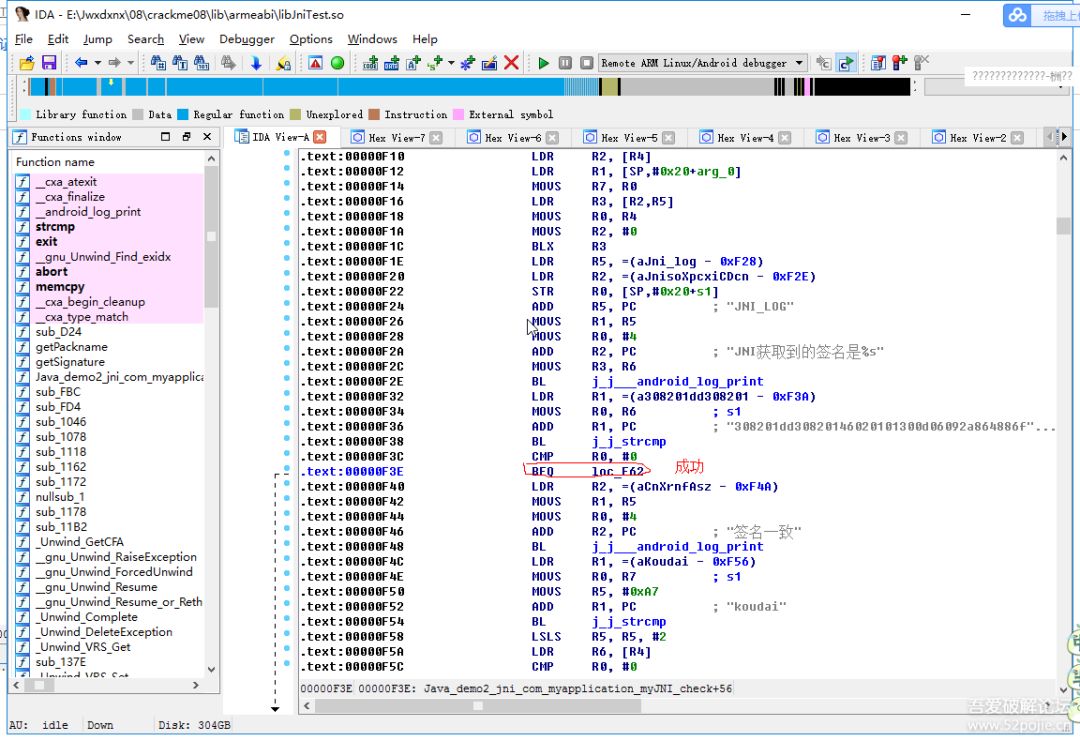 IDA - E:\Jwxdxnx\08\crackme08\lib\armeabi\libJniTest.so
拖拽上传
File Edit Jump Search View Debugger Options Windows Help
Remote ARM Linux/Android debugger
Library function Data Regular function Unexplored Instruction External symbol
Functions window
IDA View-A Hex View-7 Hex View-6 Hex View-5 Hex View-4 Hex View-3 Hex View-2
Function name
__cxa_atexit
__cxa_finalize
__android_log_print
strcmp
exit
__gnu_Unwind_Find_exidx
abort
memcpy
__cxa_begin_cleanup
__cxa_type_match
sub_D24
getPackname
getSignature
Java_demo2_jni_com_myapplica
sub_FBC
sub_FD4
sub_1046
sub_1078
sub_1118
sub_1162
sub_1172
nullsub_1
sub_1178
sub_11B2
_Unwind_GetCFA
__gnu_Unwind_RaiseException
__gnu_Unwind_ForcedUnwind
__gnu_Unwind_Resume
__gnu_Unwind_Resume_or_Reth
_Unwind_Complete
_Unwind_DeleteException
_Unwind_VRS_Get
sub_137E
_Unwind_VRS_Set
.text:00000F10 LDR R2, [R4]
.text:00000F12 LDR R1, [SP,#0x20+arg_0]
.text:00000F14 MOVS R7, R0
.text:00000F16 LDR R3, [R2,R5]
.text:00000F18 MOVS R0, R4
.text:00000F1A MOVS R2, #0
.text:00000F1C BLX R3
.text:00000F1E LDR R5, =(aJni_log - 0xF28)
.text:00000F20 LDR R2, =(aJnisoXpcxiCDcn - 0xF2E)
.text:00000F22 STR R0, [SP,#0x20+s1]
.text:00000F24 ADD R5, PC ; "JNI_LOG"
.text:00000F26 MOVS R1, R5
.text:00000F28 MOVS R0, #4
.text:00000F2A ADD R2, PC ; "JNI获取到的签名是%s"
.text:00000F2C MOVS R3, R6
.text:00000F2E BL j_j___android_log_print
.text:00000F32 LDR R1, =(a308201dd308201 - 0xF3A)
.text:00000F34 MOVS R0, R6 ; s1
.text:00000F36 ADD R1, PC ; "308201dd30820146020101300d06092a864886f"...
.text:00000F38 BL j_j_strcmp
.text:00000F3C CMP R0, #0
.text:00000F3E BEQ loc_F62 成功
.text:00000F40 LDR R2, =(aCnXrnfAsz - 0xF4A)
.text:00000F42 MOVS R1, R5
.text:00000F44 MOVS R0, #4
.text:00000F46 ADD R2, PC ; "签名一致"
.text:00000F48 BL j_j___android_log_print
.text:00000F4C LDR R1, =(aKoudai - 0xF56)
.text:00000F4E MOVS R0, R7 ; s1
.text:00000F50 MOVS R5, #0xA7
.text:00000F52 ADD R1, PC ; "koudai"
.text:00000F54 BL j_j_strcmp
.text:00000F58 LSLS R5, R5, #2
.text:00000F5A LDR R6, [R4]
.text:00000F5C CMP R0, #0
00000F3E 00000F3E: Java_demo2_jni_com_myapplication_myJNI_check+56
AU: idle Down Disk: 304GB
吾爱破解论坛
www.52pojie.cn